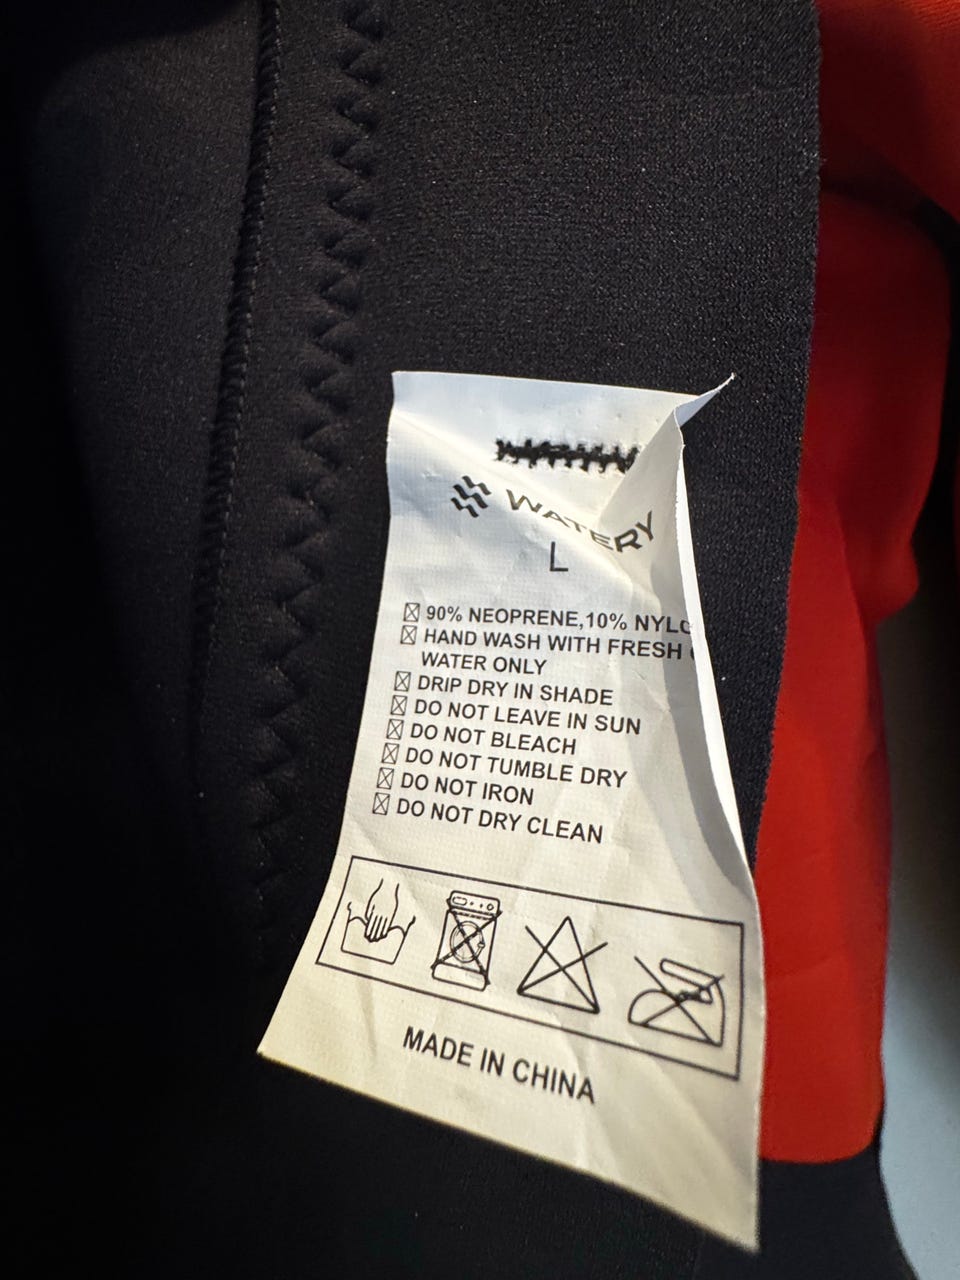 WATERY
L
☒ 90% NEOPRENE,10%
☒ HAND WASH WITH FRESH
WATER ONLY
☒ DRIP DRY IN SHADE
☒ DO NOT LEAVE IN SUN
☒ DO NOT BLEACH
☒ DO NOT TUMBLE DRY
☒ DO NOT IRON
☒ DO NOT DRY CLEAN
MADE IN CHINA